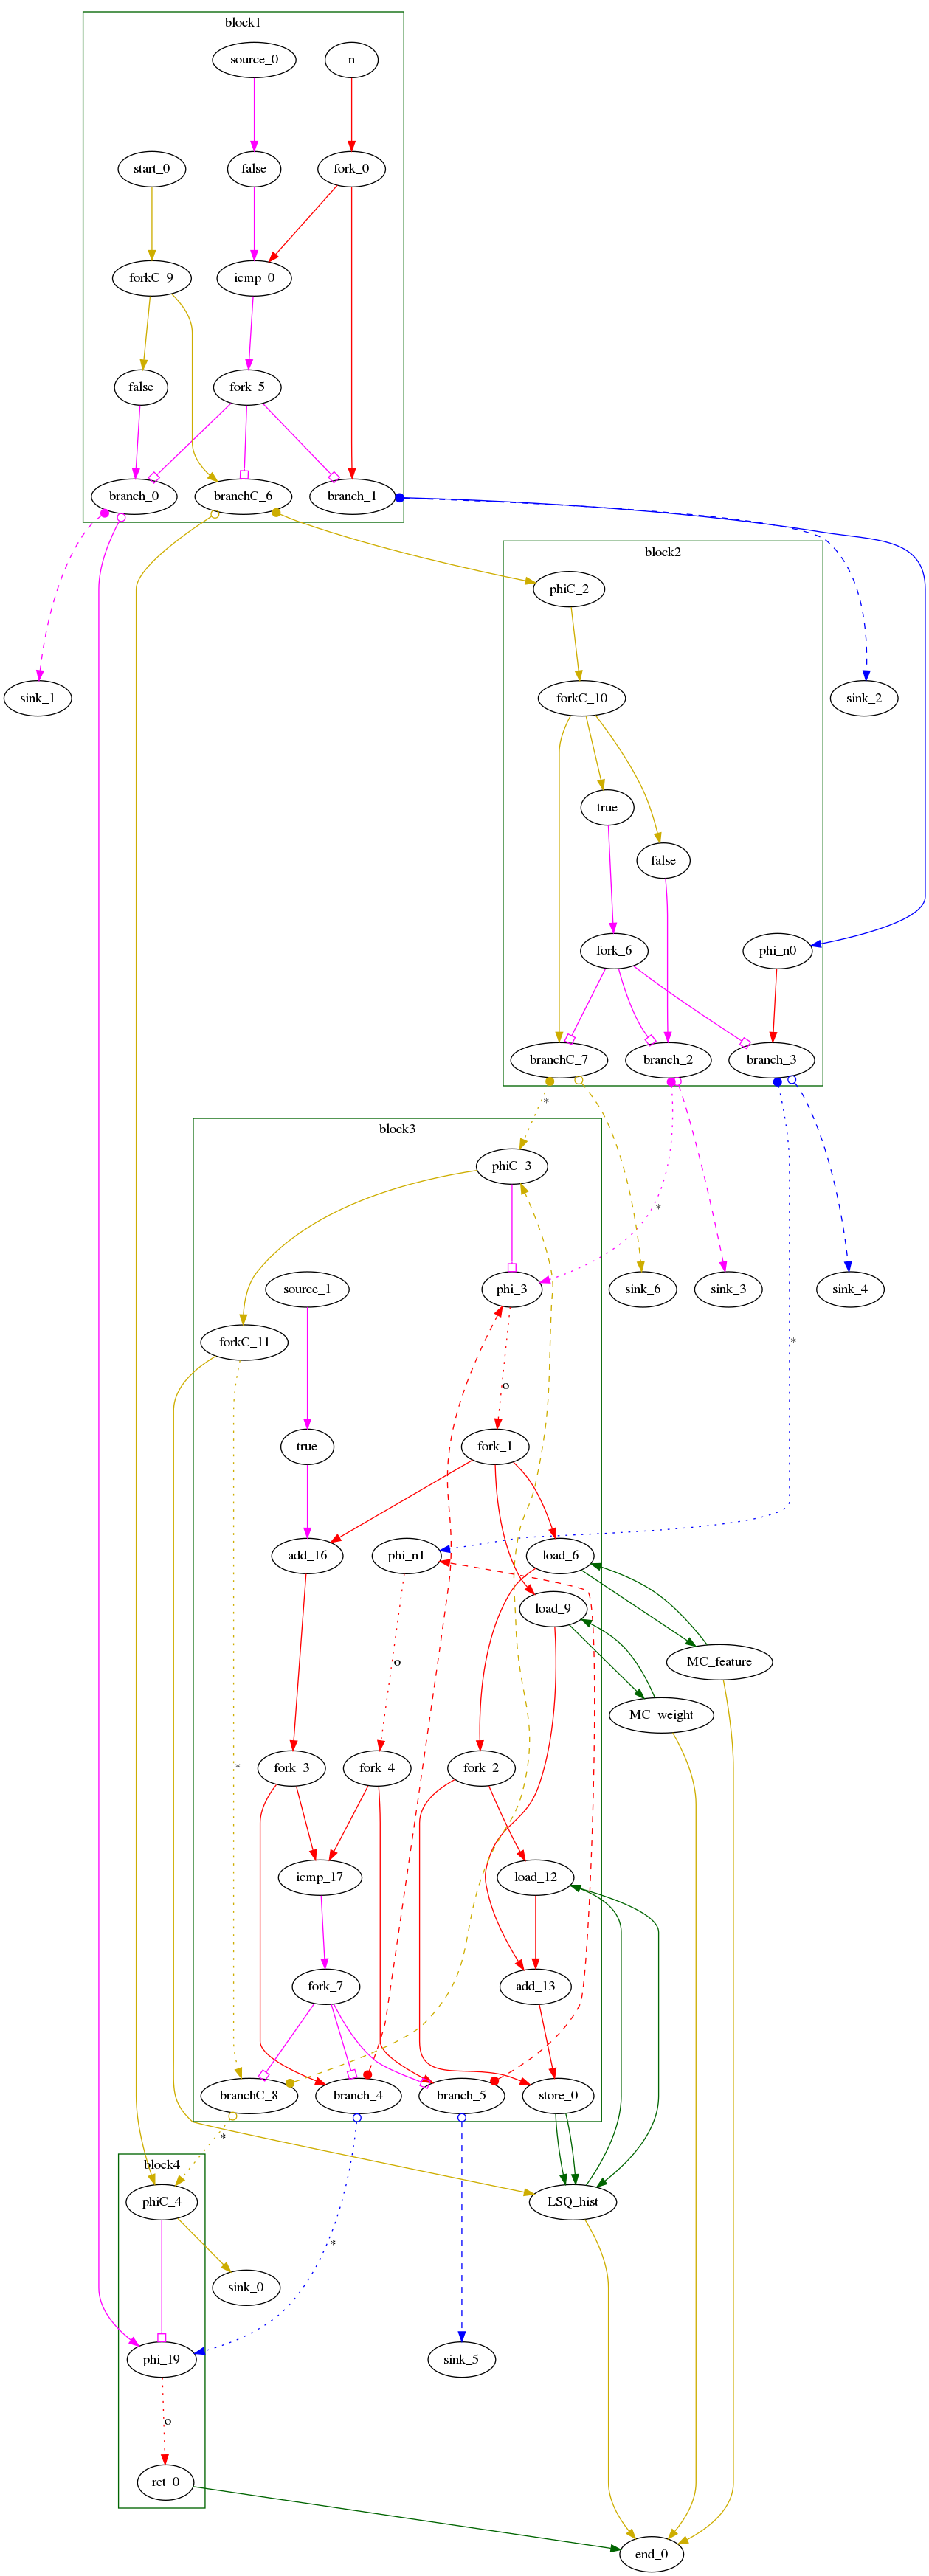 block1
source_0
n
start_0
false
fork_0
forkC_9
icmp_0
false
fork_5
branch_0
branchC_6
branch_1
block2
phiC_2
sink_1
forkC_10
sink_2
true
false
fork_6
phi_n0
branchC_7
branch_2
branch_3
*
block3
phiC_3
*
source_1
phi_3
sink_6
sink_3
sink_4
forkC_11
*
o
true
fork_1
add_16
phi_n1
load_6
load_9
o
MC_feature
MC_weight
*
fork_3
fork_4
fork_2
icmp_17
load_12
fork_7
add_13
branchC_8
branch_4
branch_5
store_0
*
block4
phiC_4
LSQ_hist
*
sink_0
phi_19
sink_5
o
ret_0
end_0